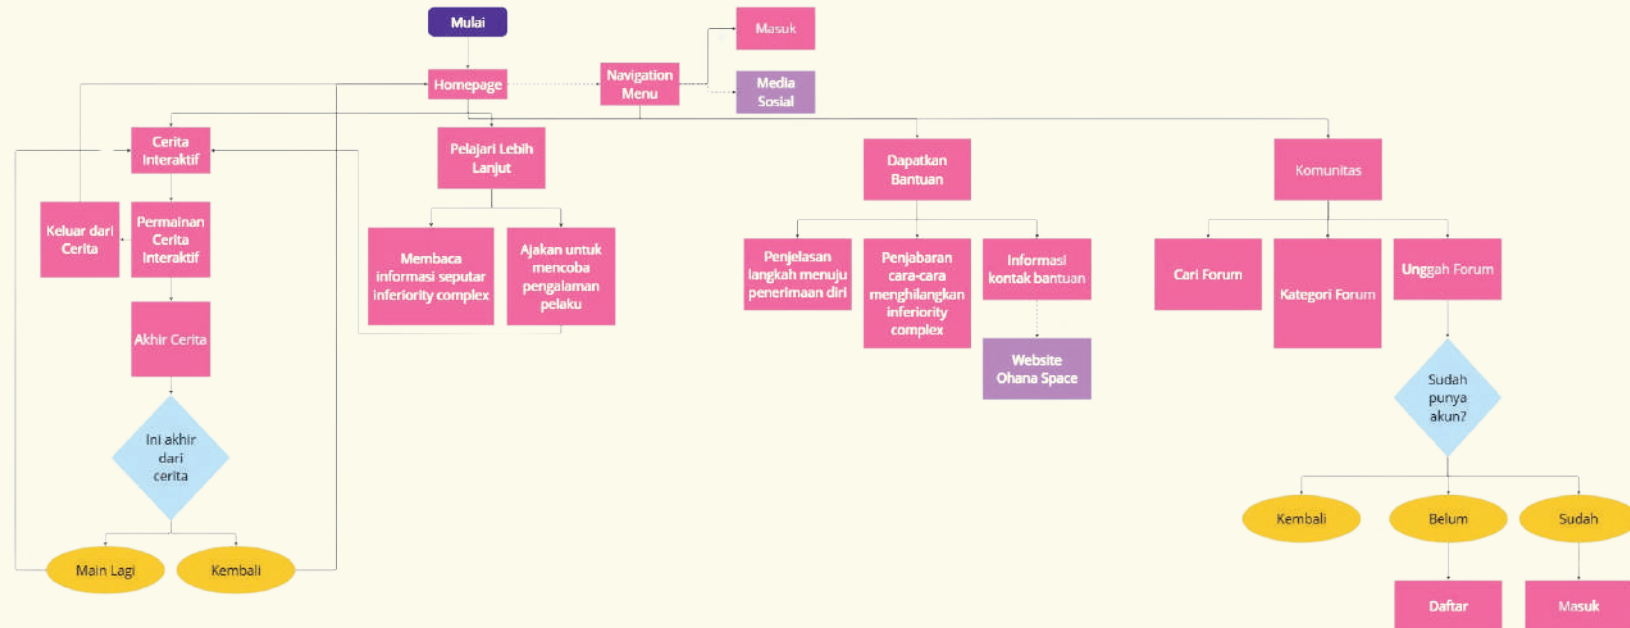 Mulai
Masuk
Homepage
Navigation
Menu
Media
Sosial
Cerita
Interaktif
Pelajari Lebih
Lanjut
Dapatkan
Bantuan
Komunitas
Keluar dari
Cerita
Permainan
Cerita
Interaktif
Membaca
informasi seputar
inferiority complex
Ajakan untuk
mencoba
pengalaman
pelaku
Penjelasan
langkah menuju
penerimaan diri
Penjabaran
cara-cara
menghilangkan
inferiority
complex
Informasi
kontak bantuan
Cari Forum
Kategori Forum
Unggah Forum
Akhir Cerita
Website
Ohana Space
Sudah
punya
akun?
Ini akhir
dari
cerita
Kembali
Belum
Sudah
Main Lagi
Kembali
Daftar
Masuk